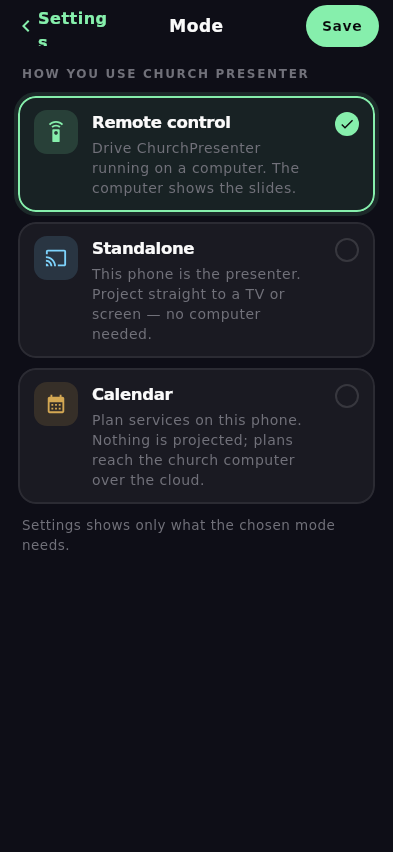 Setting
s
Mode
Save
HOW YOU USE CHURCH PRESENTER
Remote control
Drive ChurchPresenter
running on a computer. The
computer shows the slides.
Standalone
This phone is the presenter.
Project straight to a TV or
screen — no computer
needed.
Calendar
Plan services on this phone.
Nothing is projected; plans
reach the church computer
over the cloud.
Settings shows only what the chosen mode
needs.